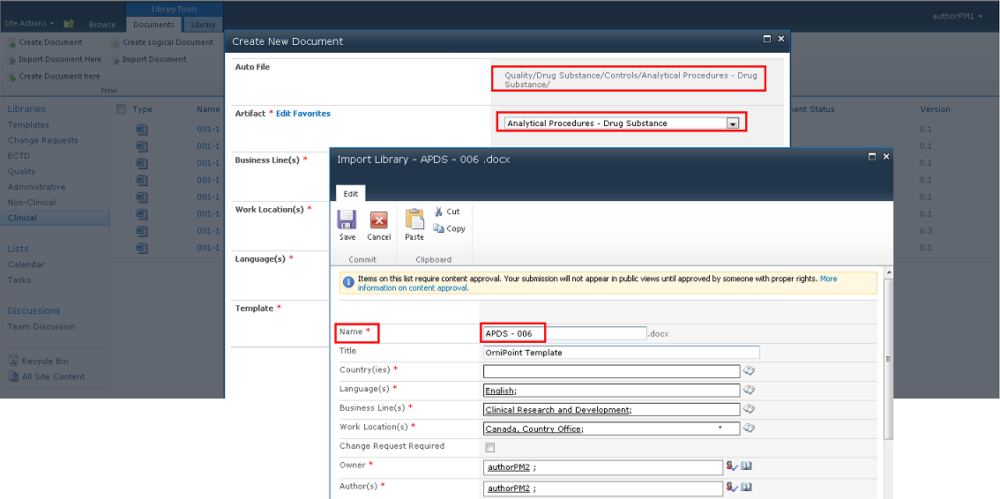 Library Tools
authorPM1
Site Actions
Browse
Documents
Library
Create Document
Create Logical Document
Import Document Here
Import Document
Create Document here
New
Libraries
Templates
Change Requests
ECTD
Quality
Administrative
Non-Clinical
Clinical
Lists
Calendar
Tasks
Discussions
Team Discussion
Recycle Bin
All Site Content
Type Name
001-1
001-1
001-1
001-1
001-1
001-1
001-1
001-1
ment Status Version
0.1
0.1
0.1
0.1
0.1
0.1
0.3
0.1
Create New Document
Auto File
Quality/Drug Substance/Controls/Analytical Procedures - Drug
Substance/
Artifact * Edit Favorites
Analytical Procedures - Drug Substance
Business Line(s) *
Work Location(s) *
Language(s) *
Template *
Import Library - APDS - 006 .docx
Edit
Save
Cancel
Paste
Cut
Copy
Commit
Clipboard
Items on this list require content approval. Your submission will not appear in public views until approved by someone with proper rights. More
information on content approval.
Name * APDS - 006 .docx
Title OrniPoint Template
Country(ies) *
Language(s) * English;
Business Line(s) * Clinical Research and Development;
Work Location(s) * Canada, Country Office;
Change Request Required
Owner * authorPM2 ;
Author(s) * authorPM2 ;